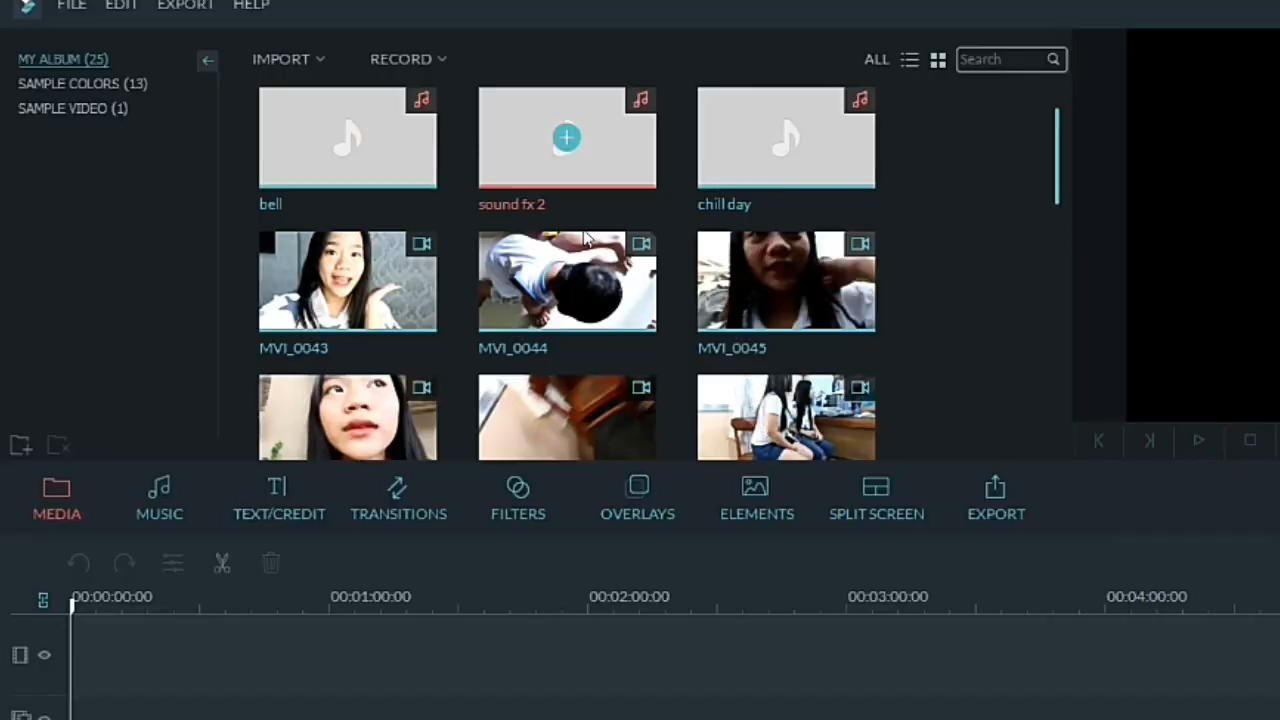 FILE EDIT EXPORT HELP
MY ALBUM (25)
SAMPLE COLORS (13)
SAMPLE VIDEO (1)
IMPORT RECORD ALL Search
bell sound fx 2 chill day
MVI_0043 MVI_0044 MVI_0045
MEDIA MUSIC TEXT/CREDIT TRANSITIONS FILTERS OVERLAYS ELEMENTS SPLIT SCREEN EXPORT
00:00:00:00 00:01:00:00 00:02:00:00 00:03:00:00 00:04:00:00